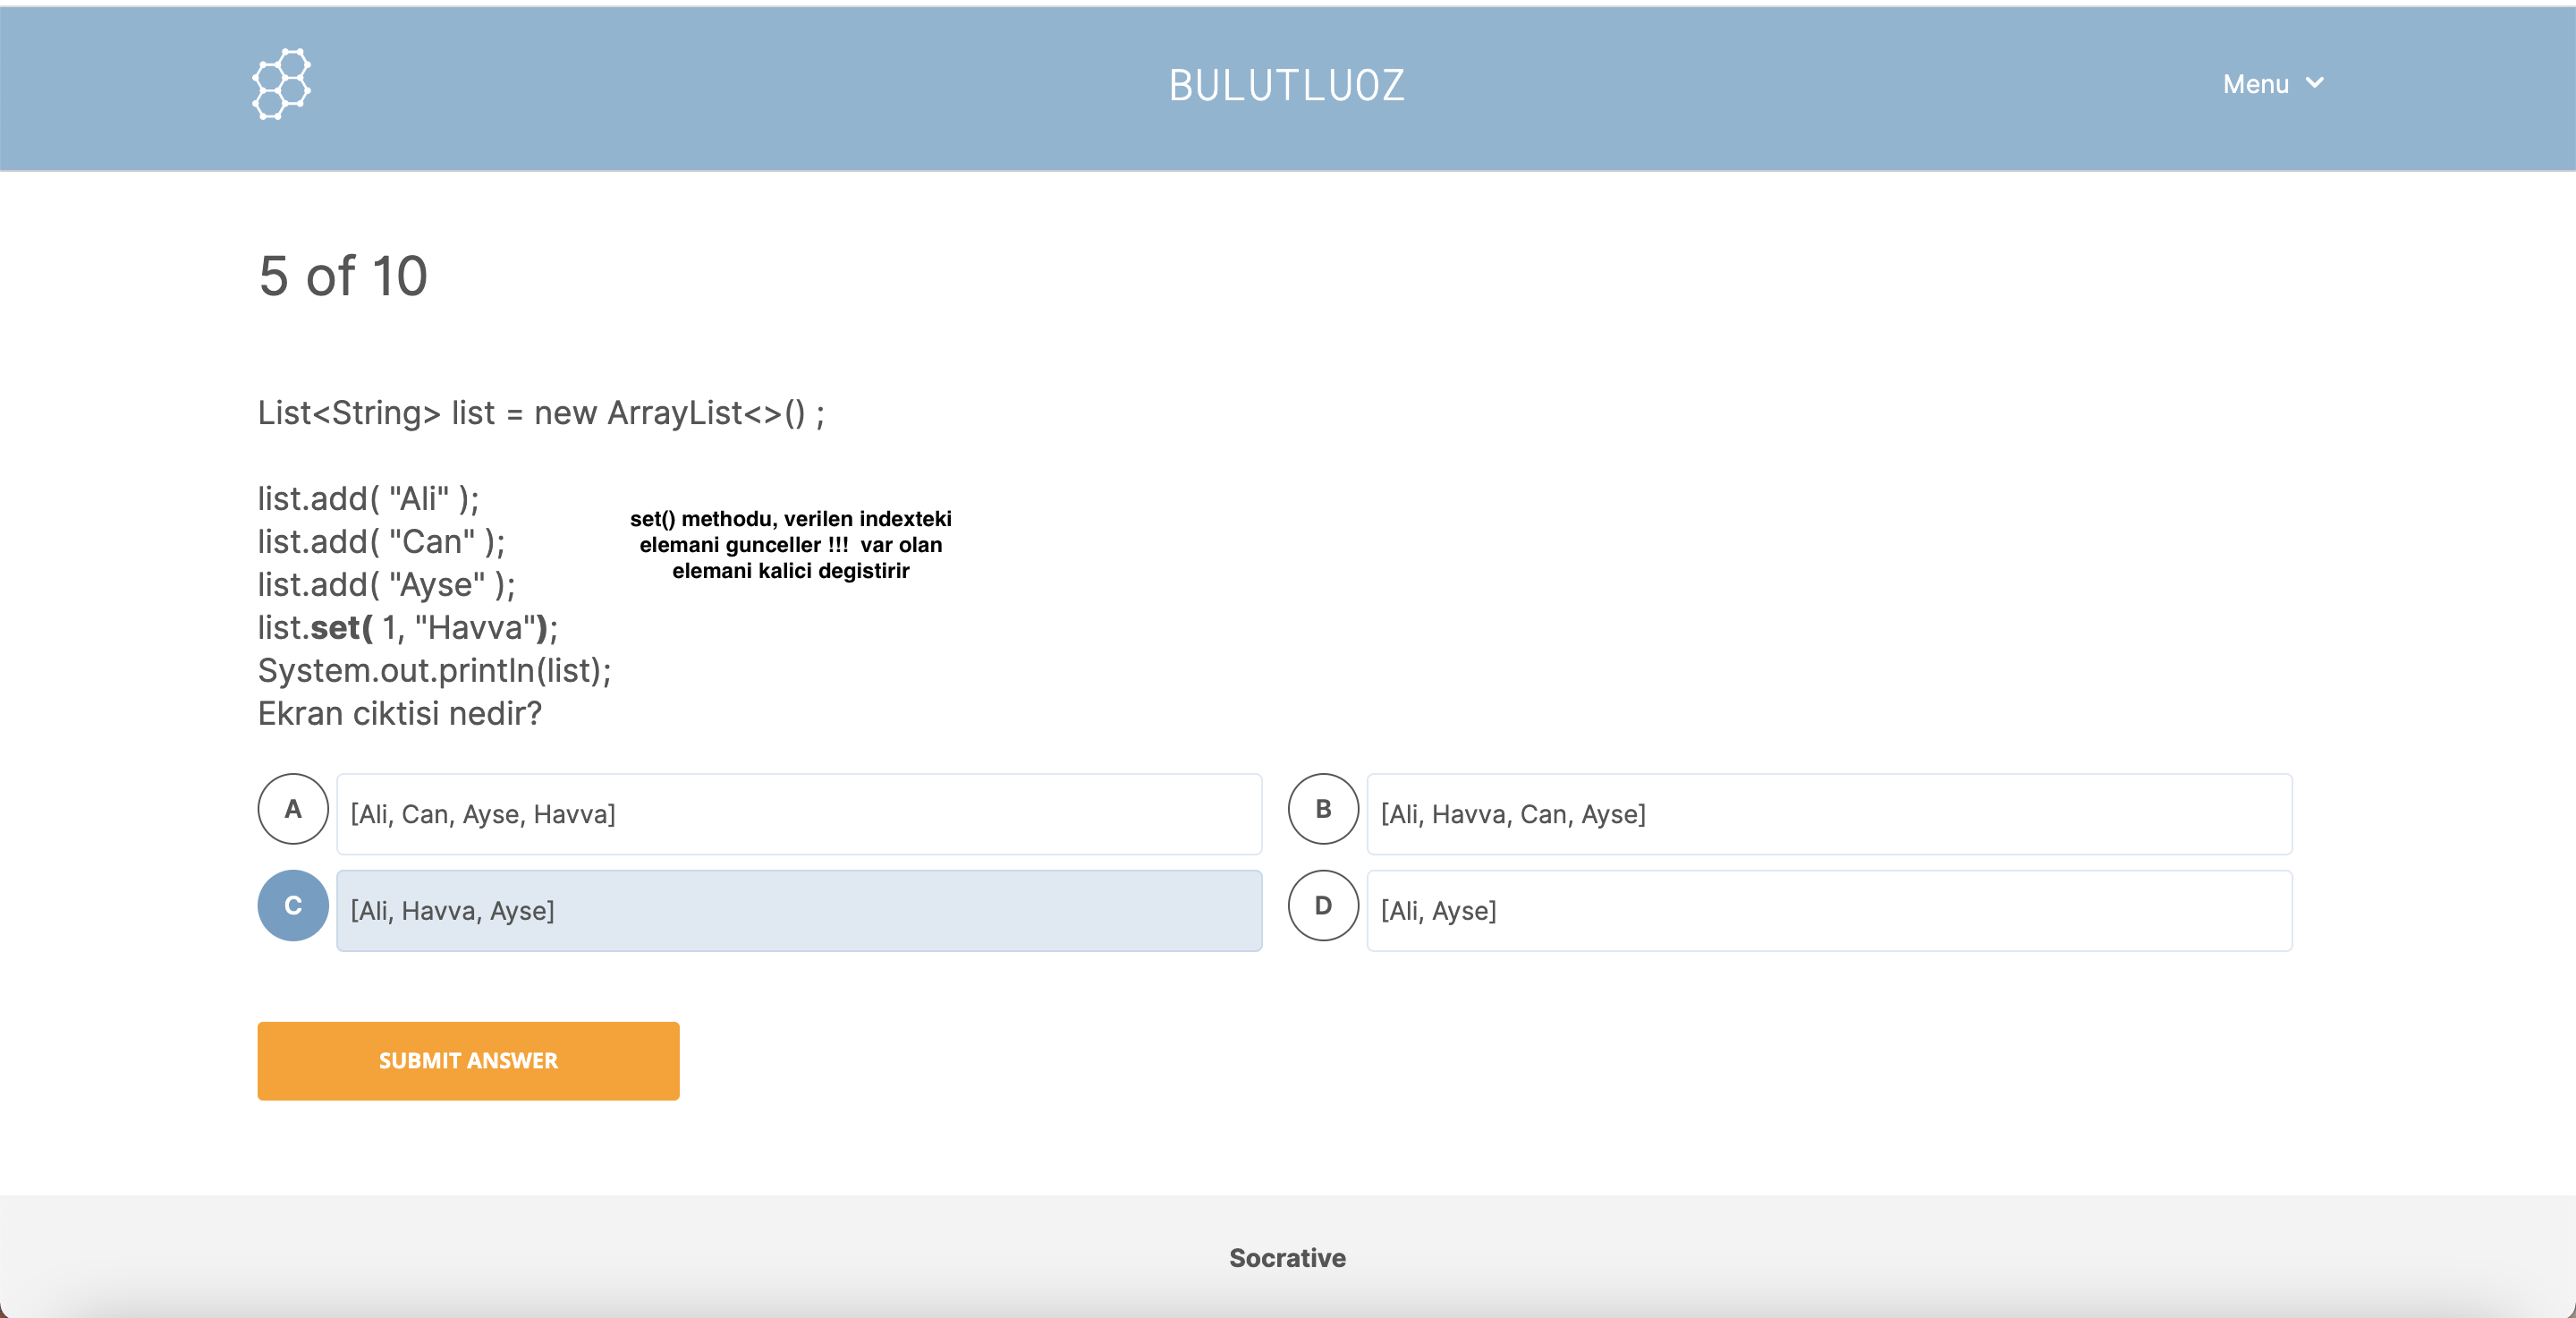 BULUTLUOZ
Menu
5 of 10
List<String> list = new ArrayList<>() ;
list.add( "Ali" );
list.add( "Can" );
list.add( "Ayse" );
list.set( 1, "Havva");
System.out.println(list);
Ekran ciktisi nedir?
set() methodu, verilen indexteki
elemani gunceller !!!  var olan
elemani kalici degistirir
A [Ali, Can, Ayse, Havva]
B [Ali, Havva, Can, Ayse]
C [Ali, Havva, Ayse]
D [Ali, Ayse]
SUBMIT ANSWER
Socrative